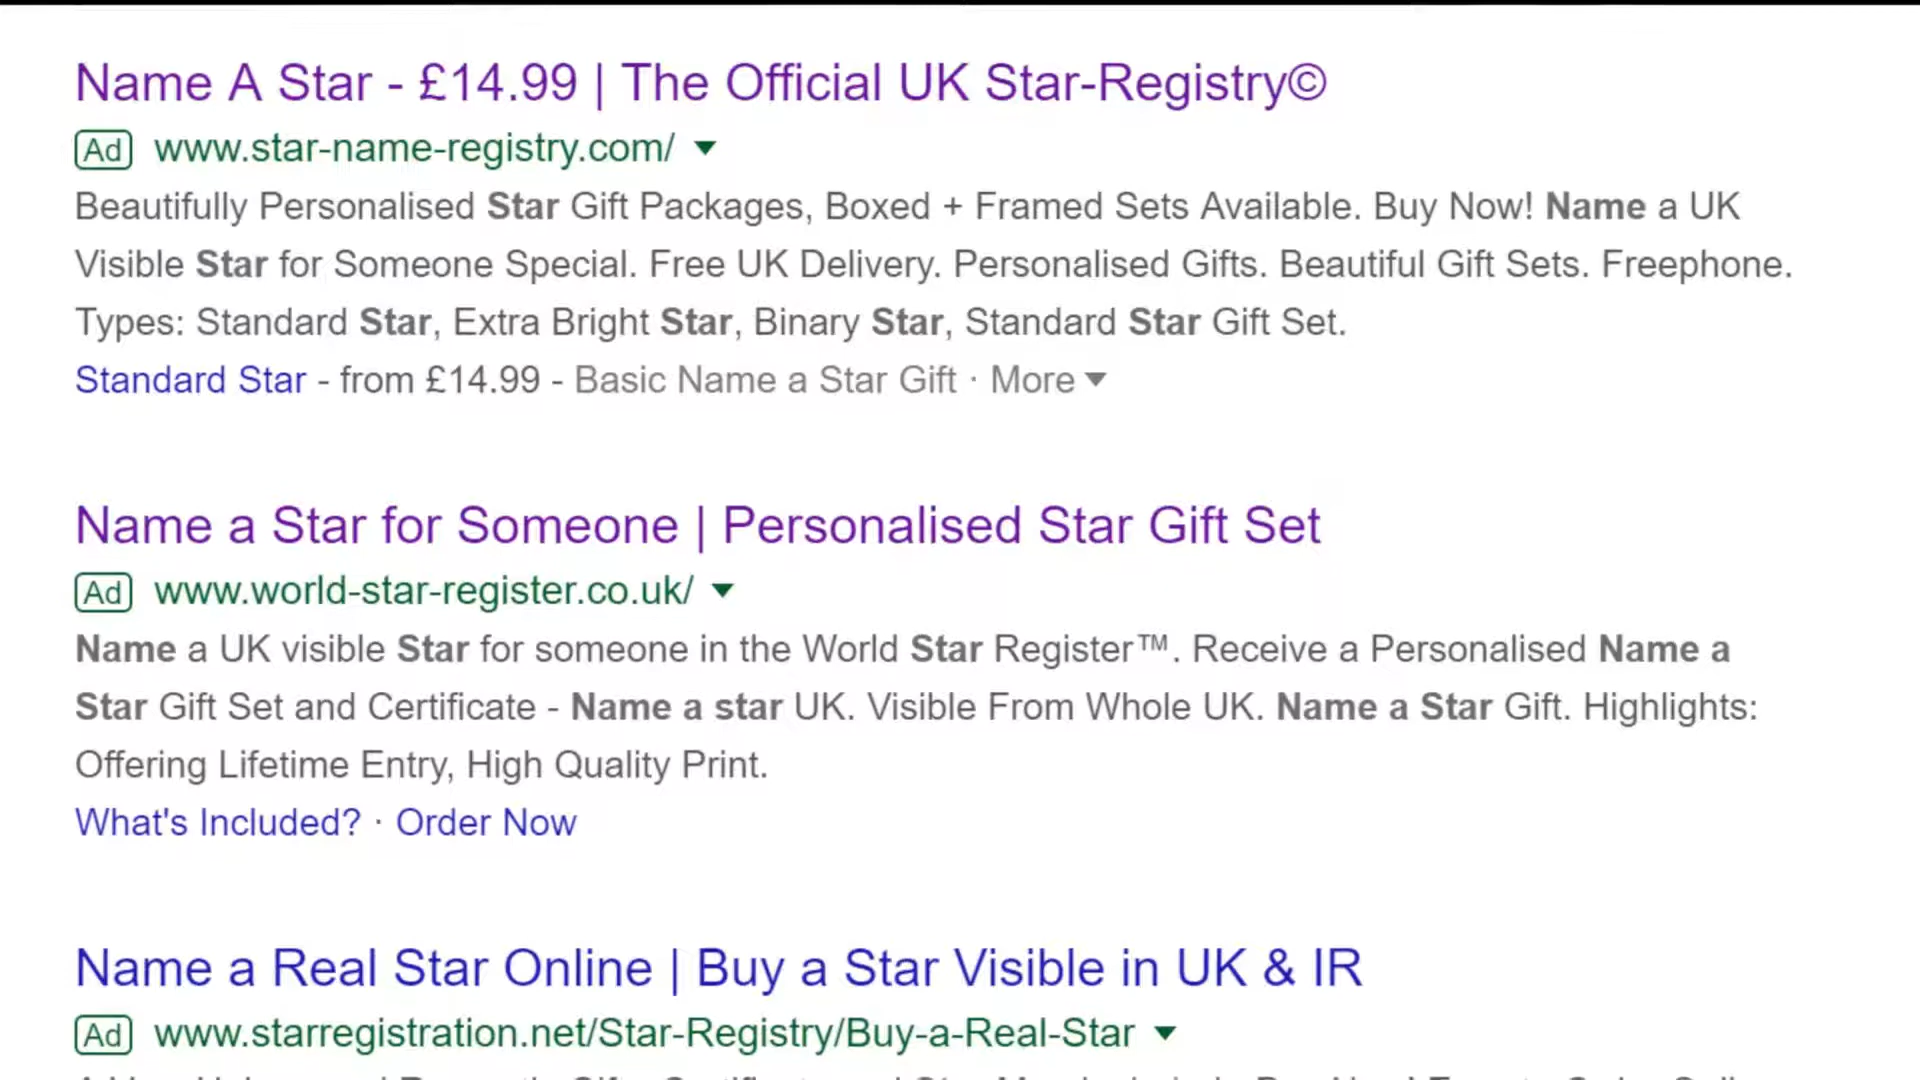 Name A Star - £14.99 | The Official UK Star-Registry©
Ad www.star-name-registry.com/
Beautifully Personalised Star Gift Packages, Boxed + Framed Sets Available. Buy Now! Name a UK
Visible Star for Someone Special. Free UK Delivery. Personalised Gifts. Beautiful Gift Sets. Freephone.
Types: Standard Star, Extra Bright Star, Binary Star, Standard Star Gift Set.
Standard Star - from £14.99 - Basic Name a Star Gift · More
Name a Star for Someone | Personalised Star Gift Set
Ad www.world-star-register.co.uk/
Name a UK visible Star for someone in the World Star Register™. Receive a Personalised Name a
Star Gift Set and Certificate - Name a star UK. Visible From Whole UK. Name a Star Gift. Highlights:
Offering Lifetime Entry, High Quality Print.
What's Included? · Order Now
Name a Real Star Online | Buy a Star Visible in UK & IR
Ad www.starregistration.net/Star-Registry/Buy-a-Real-Star